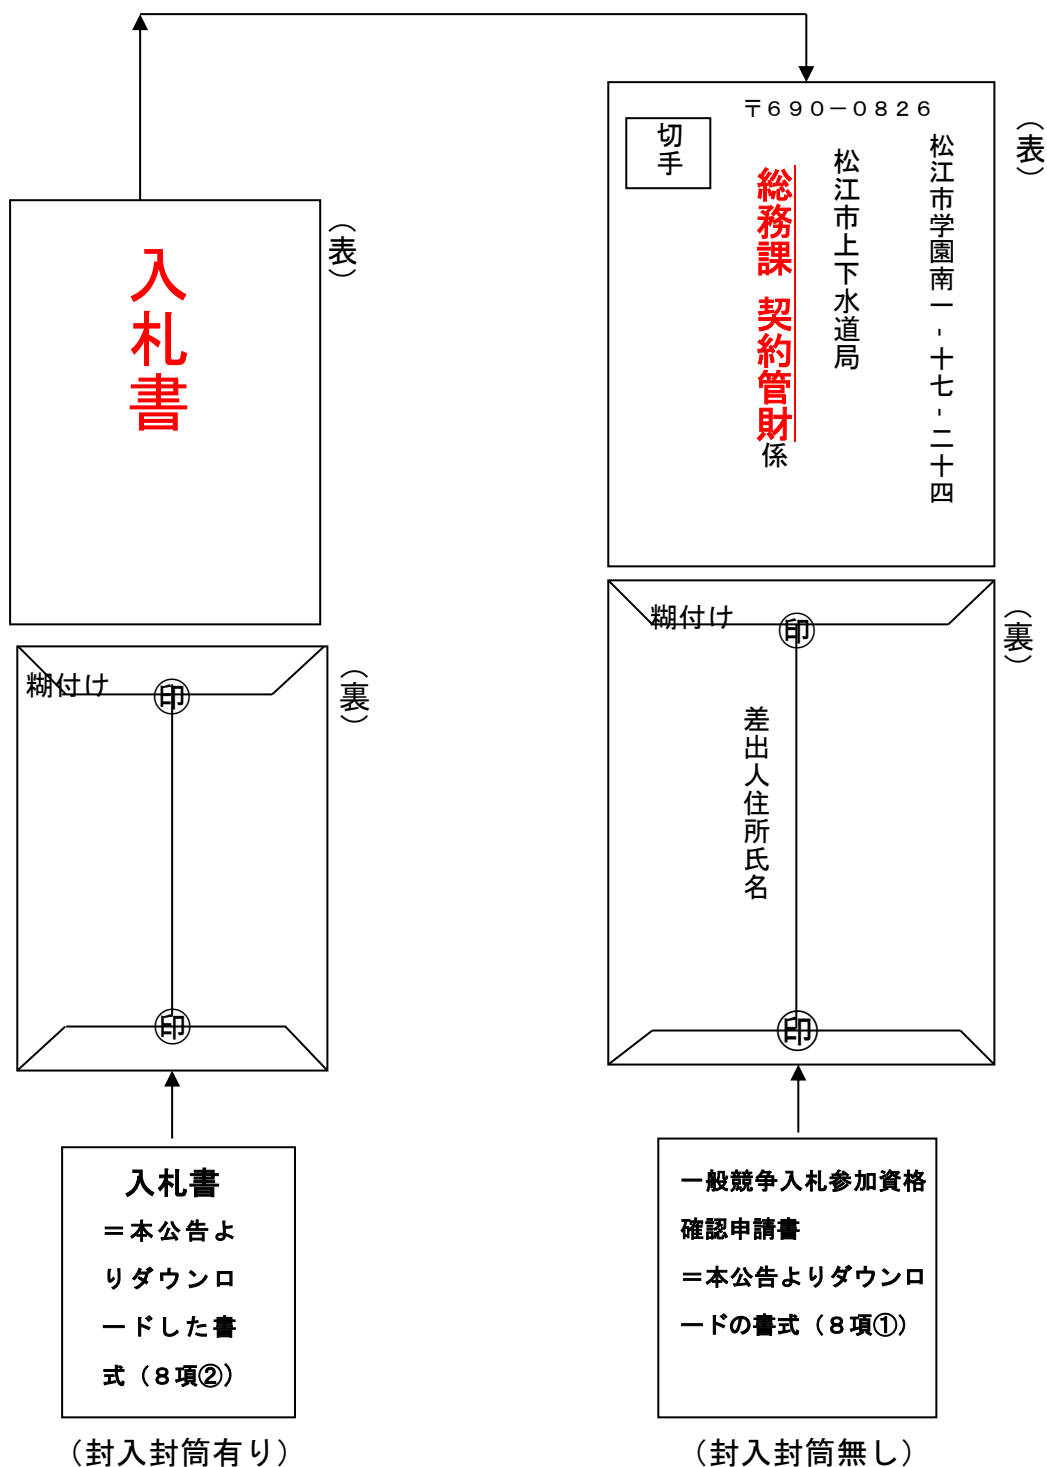 〒６９０－０８２６
切手
松江市学園南一‐十七‐二十四
松江市上下水道局
総務課 契約管財係
（表）
入札書
（表）
糊付け
印
差出人住所氏名
印
（裏）
糊付け
印
印
（裏）
入札書
＝本公告よ
りダウンロ
ードした書
式（８項②）
（封入封筒有り）
一般競争入札参加資格
確認申請書
＝本公告よりダウンロ
ードの書式（８項①）
（封入封筒無し）